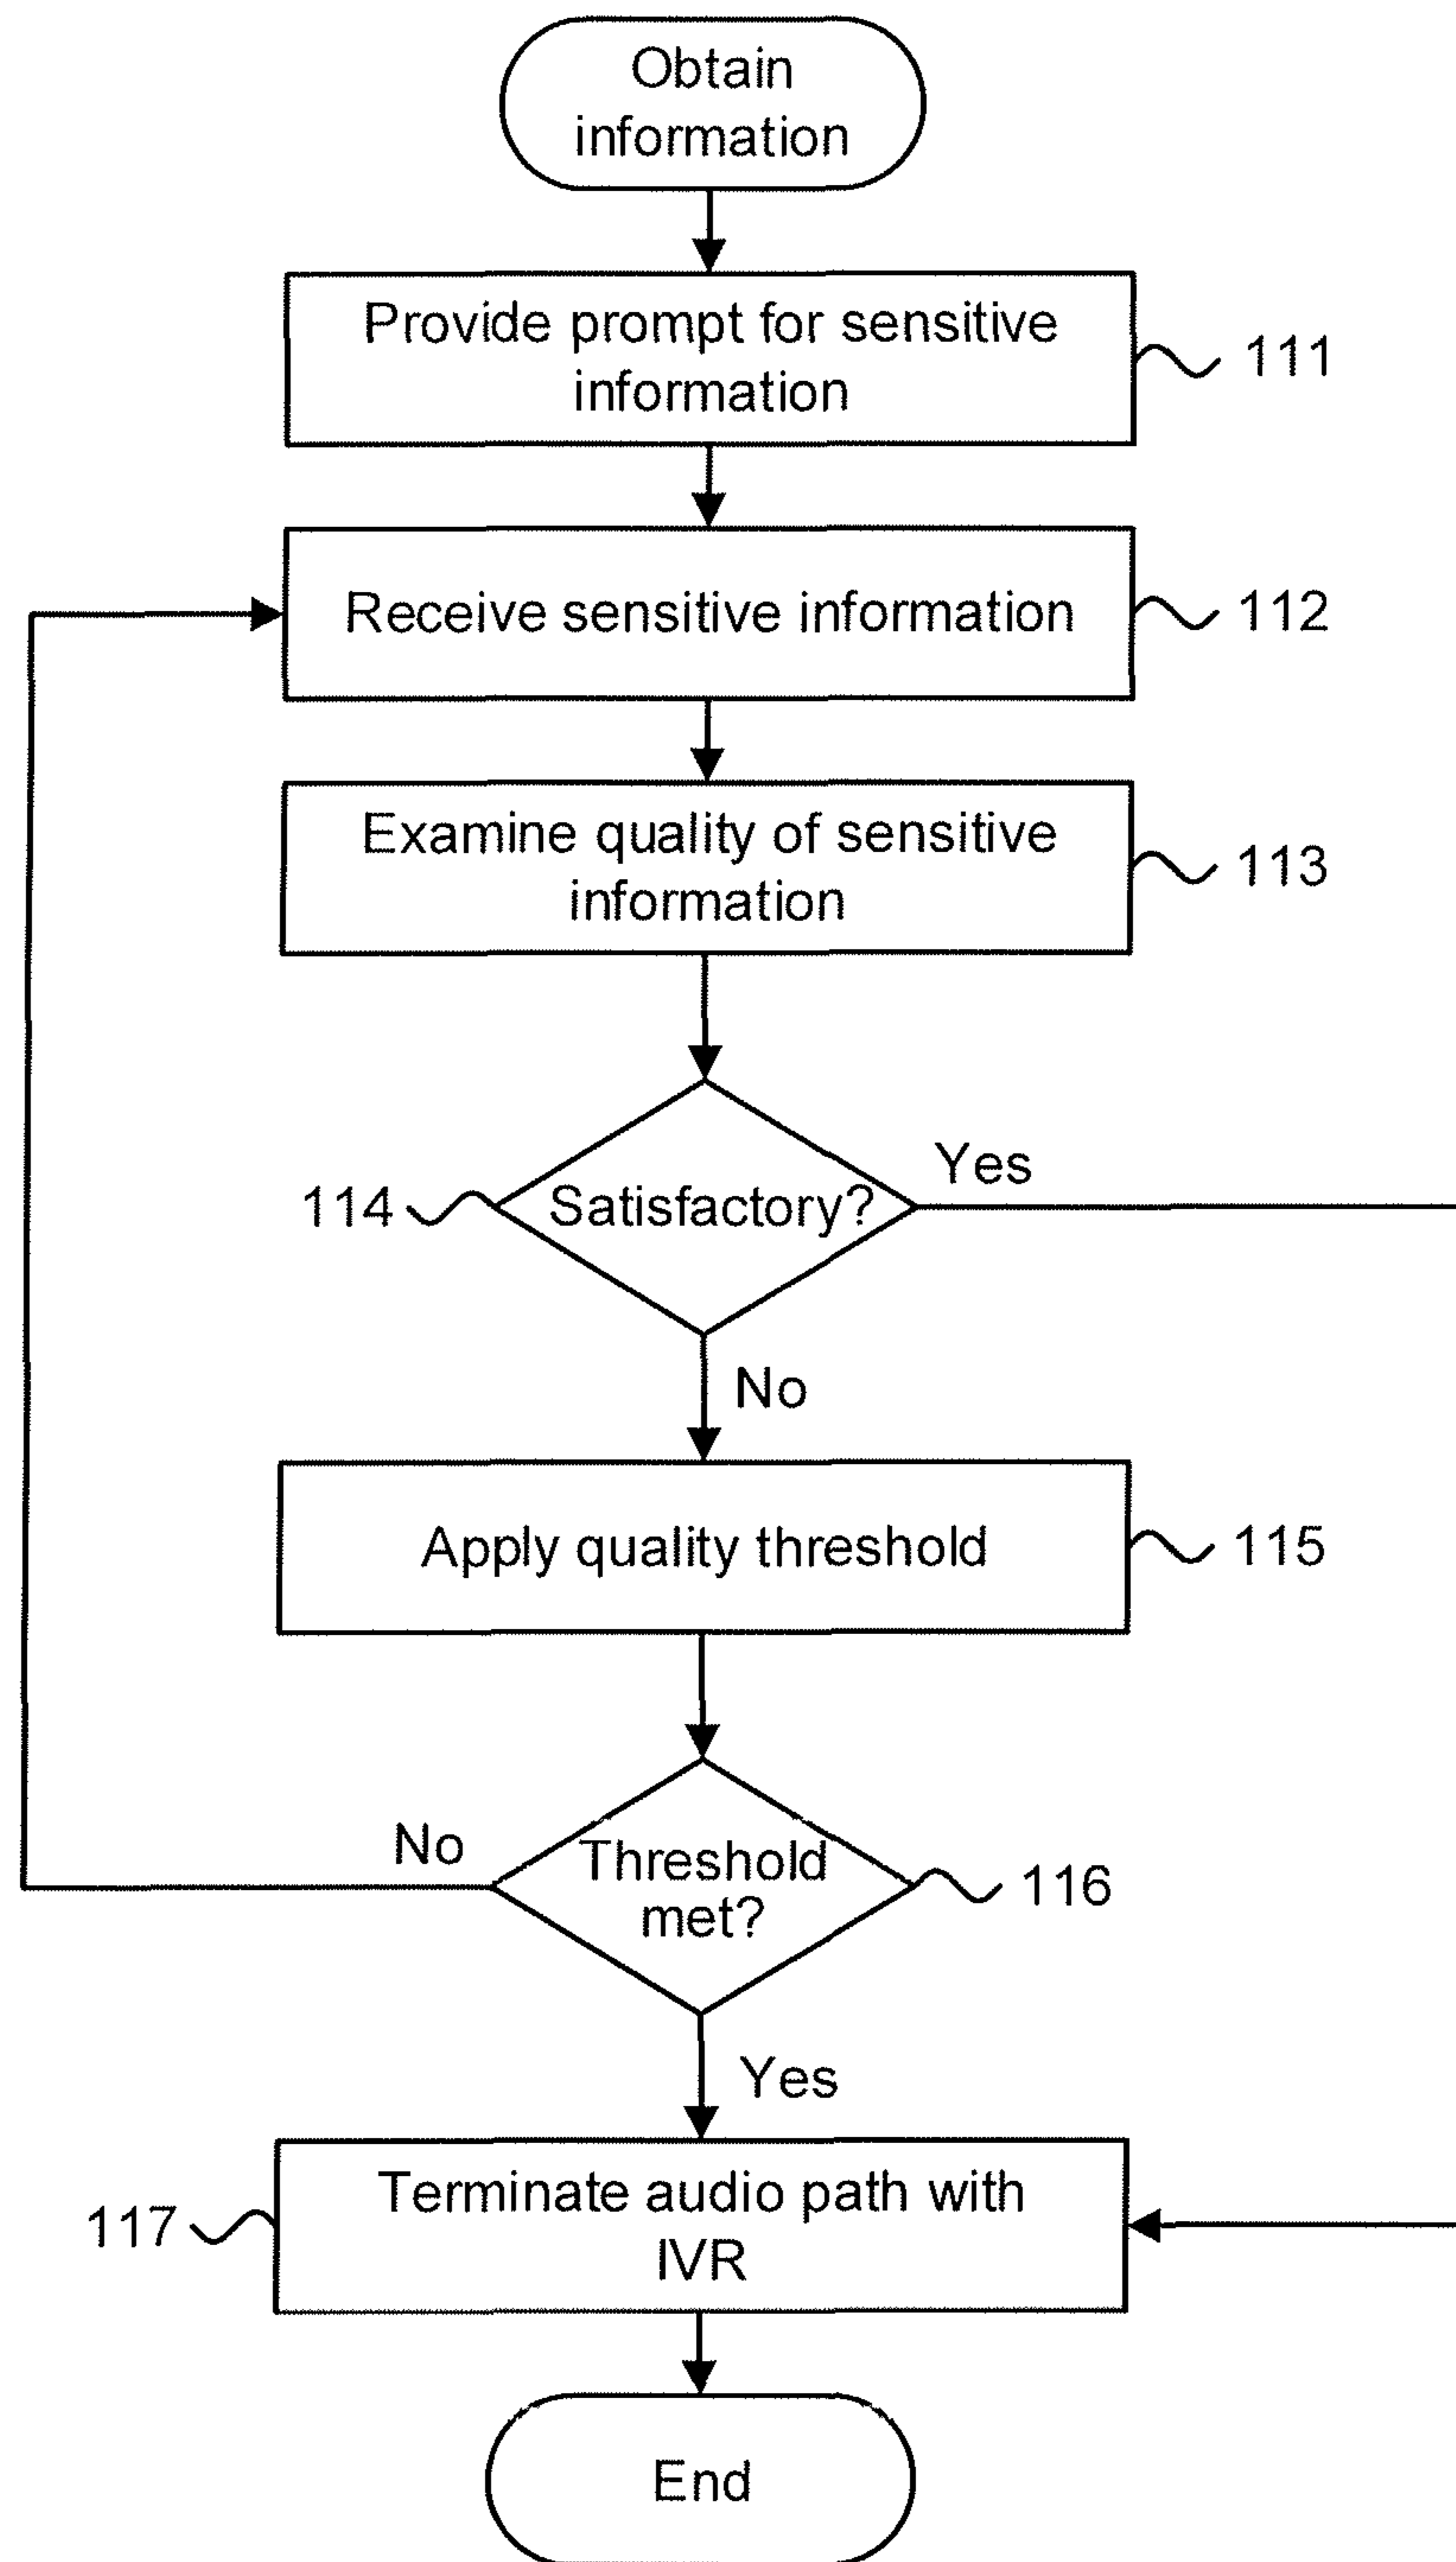 Obtain
information
Provide prompt for sensitive
information
111
Receive sensitive information
112
Examine quality of sensitive
information
113
Yes
114
Satisfactory?
No
Apply quality threshold
115
No
Threshold
met?
116
Yes
Terminate audio path with
IVR
117
End